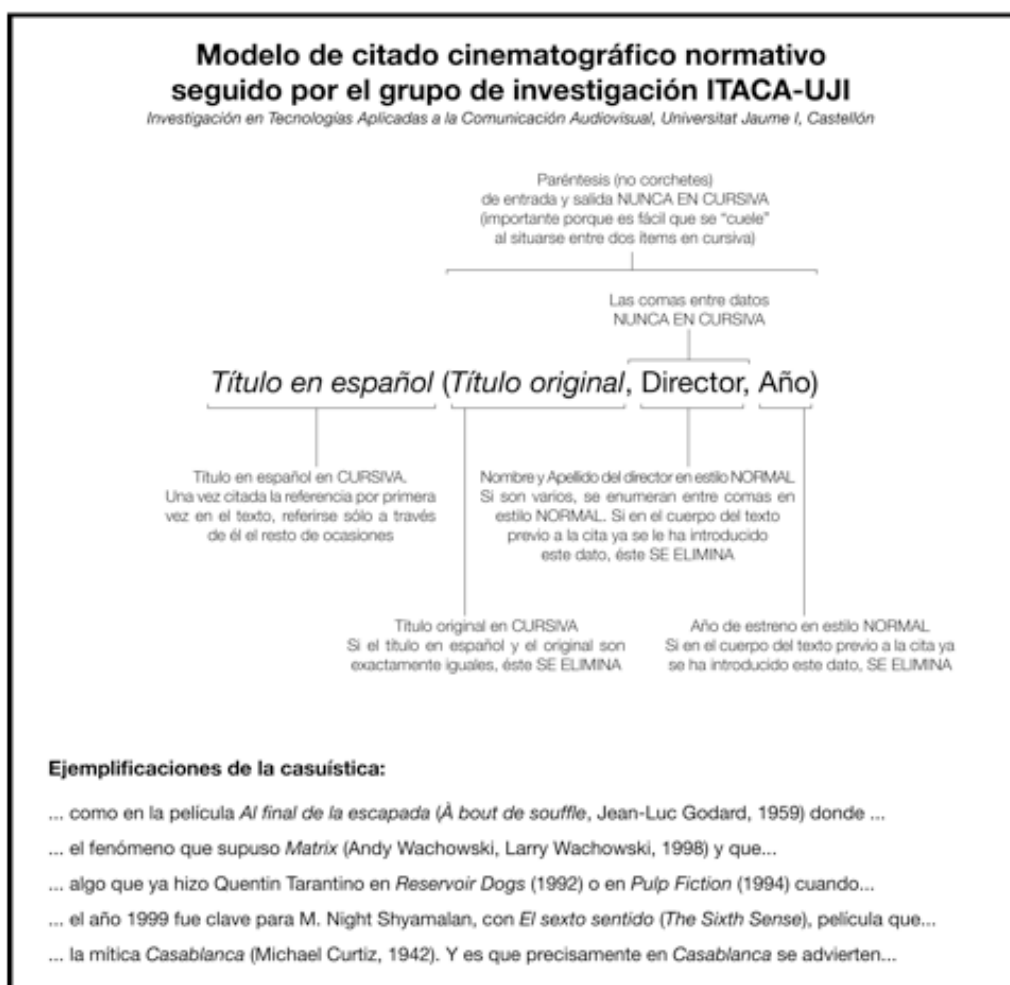 Modelo de citado cinematográfico normativo
seguido por el grupo de investigación ITACA-UJI
Investigación en Tecnologías Aplicadas a la Comunicación Audiovisual, Universitat Jaume I, Castellón
Paréntesis (no corchetes)
de entrada y salida NUNCA EN CURSIVA
(importante porque es fácil que se “cuele”
al situarse entre dos ítems en cursiva)
Las comas entre datos
NUNCA EN CURSIVA
Título en español (Título original, Director, Año)
Título en español en CURSIVA.
Una vez citada la referencia por primera
vez en el texto, referirse sólo a través
de él el resto de ocasiones
Nombre y Apellido del director en estilo NORMAL
Si son varios, se enumeran entre comas en
estilo NORMAL. Si en el cuerpo del texto
previo a la cita ya se le ha introducido
este dato, éste SE ELIMINA
Título original en CURSIVA
Si el título en español y el original son
exactamente iguales, éste SE ELIMINA
Año de estreno en estilo NORMAL
Si en el cuerpo del texto previo a la cita ya
se ha introducido este dato, SE ELIMINA
Ejemplificaciones de la casuística:
... como en la película Al final de la escapada (À bout de souffle, Jean-Luc Godard, 1959) donde ...
... el fenómeno que supuso Matrix (Andy Wachowski, Larry Wachowski, 1998) y que...
... algo que ya hizo Quentin Tarantino en Reservoir Dogs (1992) o en Pulp Fiction (1994) cuando...
... el año 1999 fue clave para M. Night Shyamalan, con El sexto sentido (The Sixth Sense), película que...
... la mítica Casablanca (Michael Curtiz, 1942). Y es que precisamente en Casablanca se advierten...